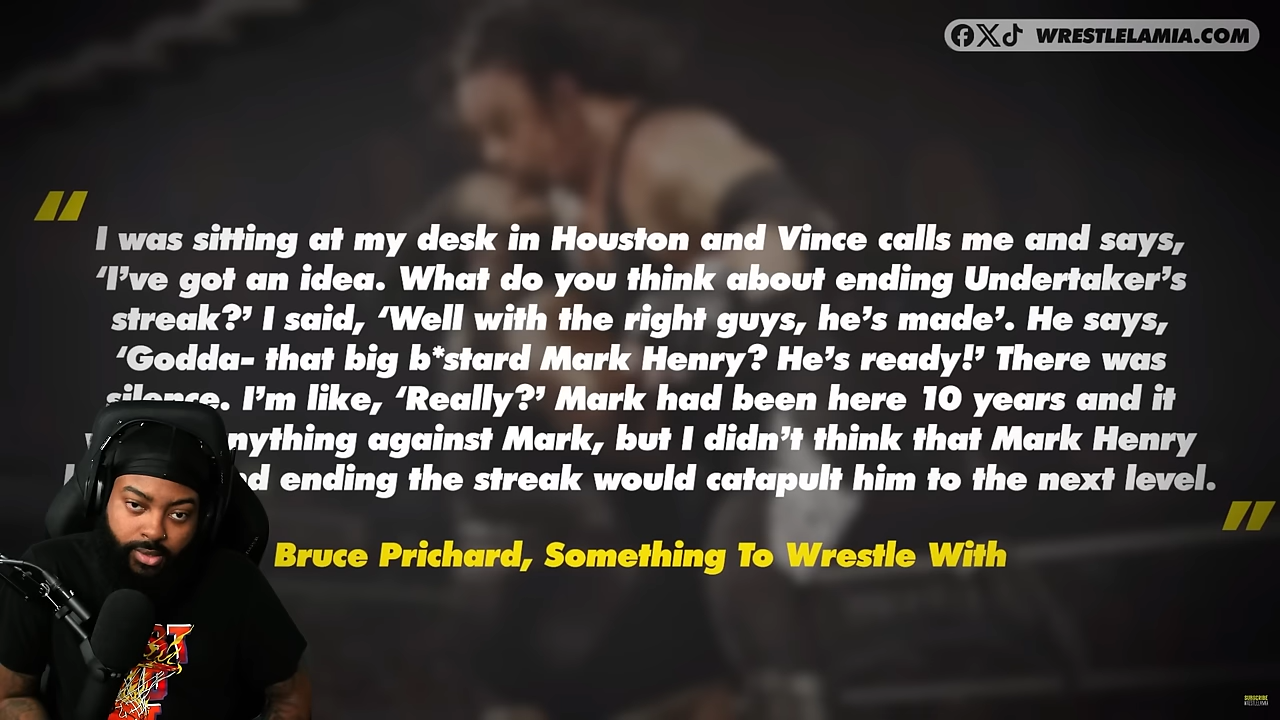 WRESTLELAMIA.COM
"
I was sitting at my desk in Houston and Vince calls me and says,
‘I’ve got an idea. What do you think about ending Undertaker’s
streak?’ I said, ‘Well with the right guys, he’s made’. He says,
‘Godda- that big b*stard Mark Henry? He’s ready!’ There was
silence. I’m like, ‘Really?’ Mark had been here 10 years and it
nything against Mark, but I didn’t think that Mark Henry
d ending the streak would catapult him to the next level.
"
Bruce Prichard, Something To Wrestle With
SUBSCRIBE
WRESTLELAMIA